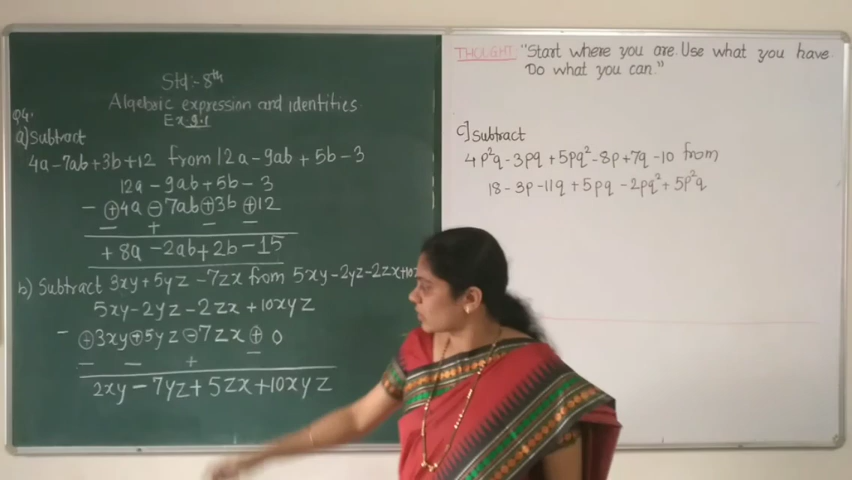 Std:- 8th
Algebaic expression and identities
Ex 9.1
Q4.
a) Subtract
4a-7ab+3b+12 from 12a-9ab+5b-3
12a-9ab+5b-3
- ⊕4a ⊖7ab ⊕3b ⊕12
- + - -
+8a-2ab+2b-15
b) Subtract 3xy+5yz-7zx from 5xy-2yz-2zx+10x
5xy-2yz-2zx+10xyz
- ⊕3xy ⊕5yz ⊖7zx ⊕ 0
- - + -
2xy-7yz+5zx+10xyz
THOUGHT "Start where you are. Use what you have.
Do what you can."
c] Subtract
4p²q-3pq+5pq²-8p+7q-10 from
18-3p-11q+5pq-2pq²+5p²q